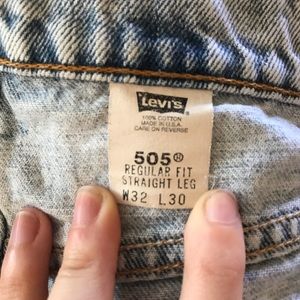 Levi's
100% COTTON
MADE IN U.S.A.
CARE ON REVERSE
505®
REGULAR FIT
STRAIGHT LEG
W32 L30